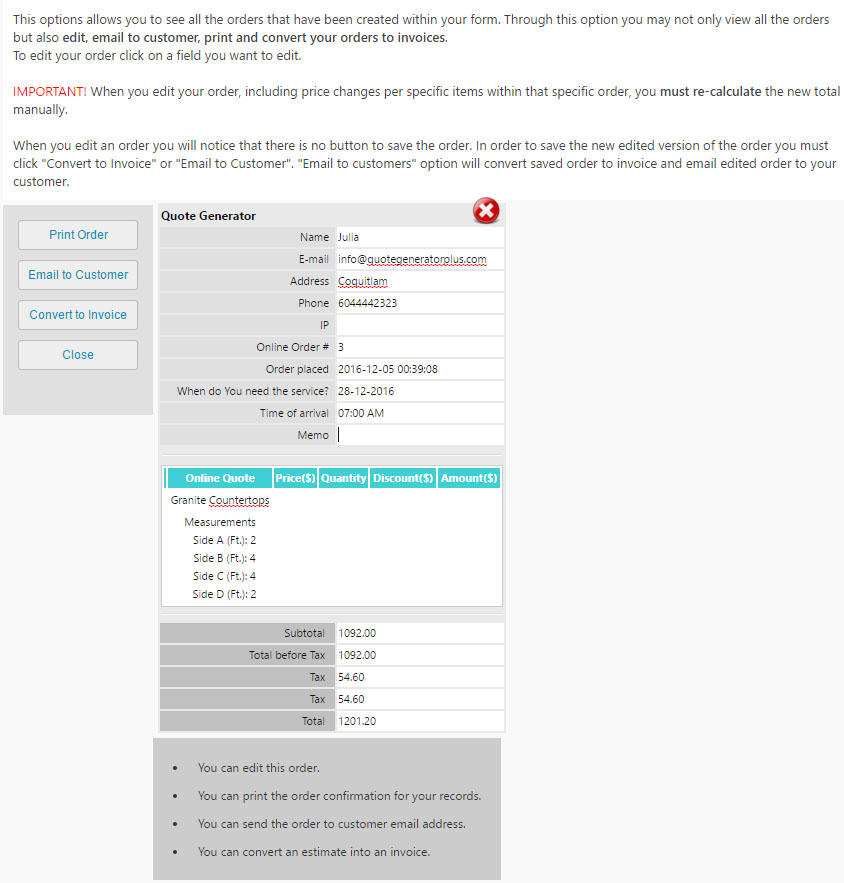 This options allows you to see all the orders that have been created within your form. Through this option you may not only view all the orders
but also edit, email to customer, print and convert your orders to invoices.
To edit your order click on a field you want to edit.
IMPORTANT! When you edit your order, including price changes per specific items within that specific order, you must re-calculate the new total
manually.
When you edit an order you will notice that there is no button to save the order. In order to save the new edited version of the order you must
click "Convert to Invoice" or "Email to Customer". "Email to customers" option will convert saved order to invoice and email edited order to your
customer.
Print Order
Email to Customer
Convert to Invoice
Close
Quote Generator
Name Julia
E-mail info@quotegeneratorplus.com
Address Coquitlam
Phone 6044442323
IP
Online Order # 3
Order placed 2016-12-05 00:39:08
When do You need the service? 28-12-2016
Time of arrival 07:00 AM
Memo
Online Quote Price($) Quantity Discount($) Amount($)
Granite Countertops
Measurements
Side A (Ft.): 2
Side B (Ft.): 4
Side C (Ft.): 4
Side D (Ft.): 2
Subtotal 1092.00
Total before Tax 1092.00
Tax 54.60
Tax 54.60
Total 1201.20
• You can edit this order.
• You can print the order confirmation for your records.
• You can send the order to customer email address.
• You can convert an estimate into an invoice.